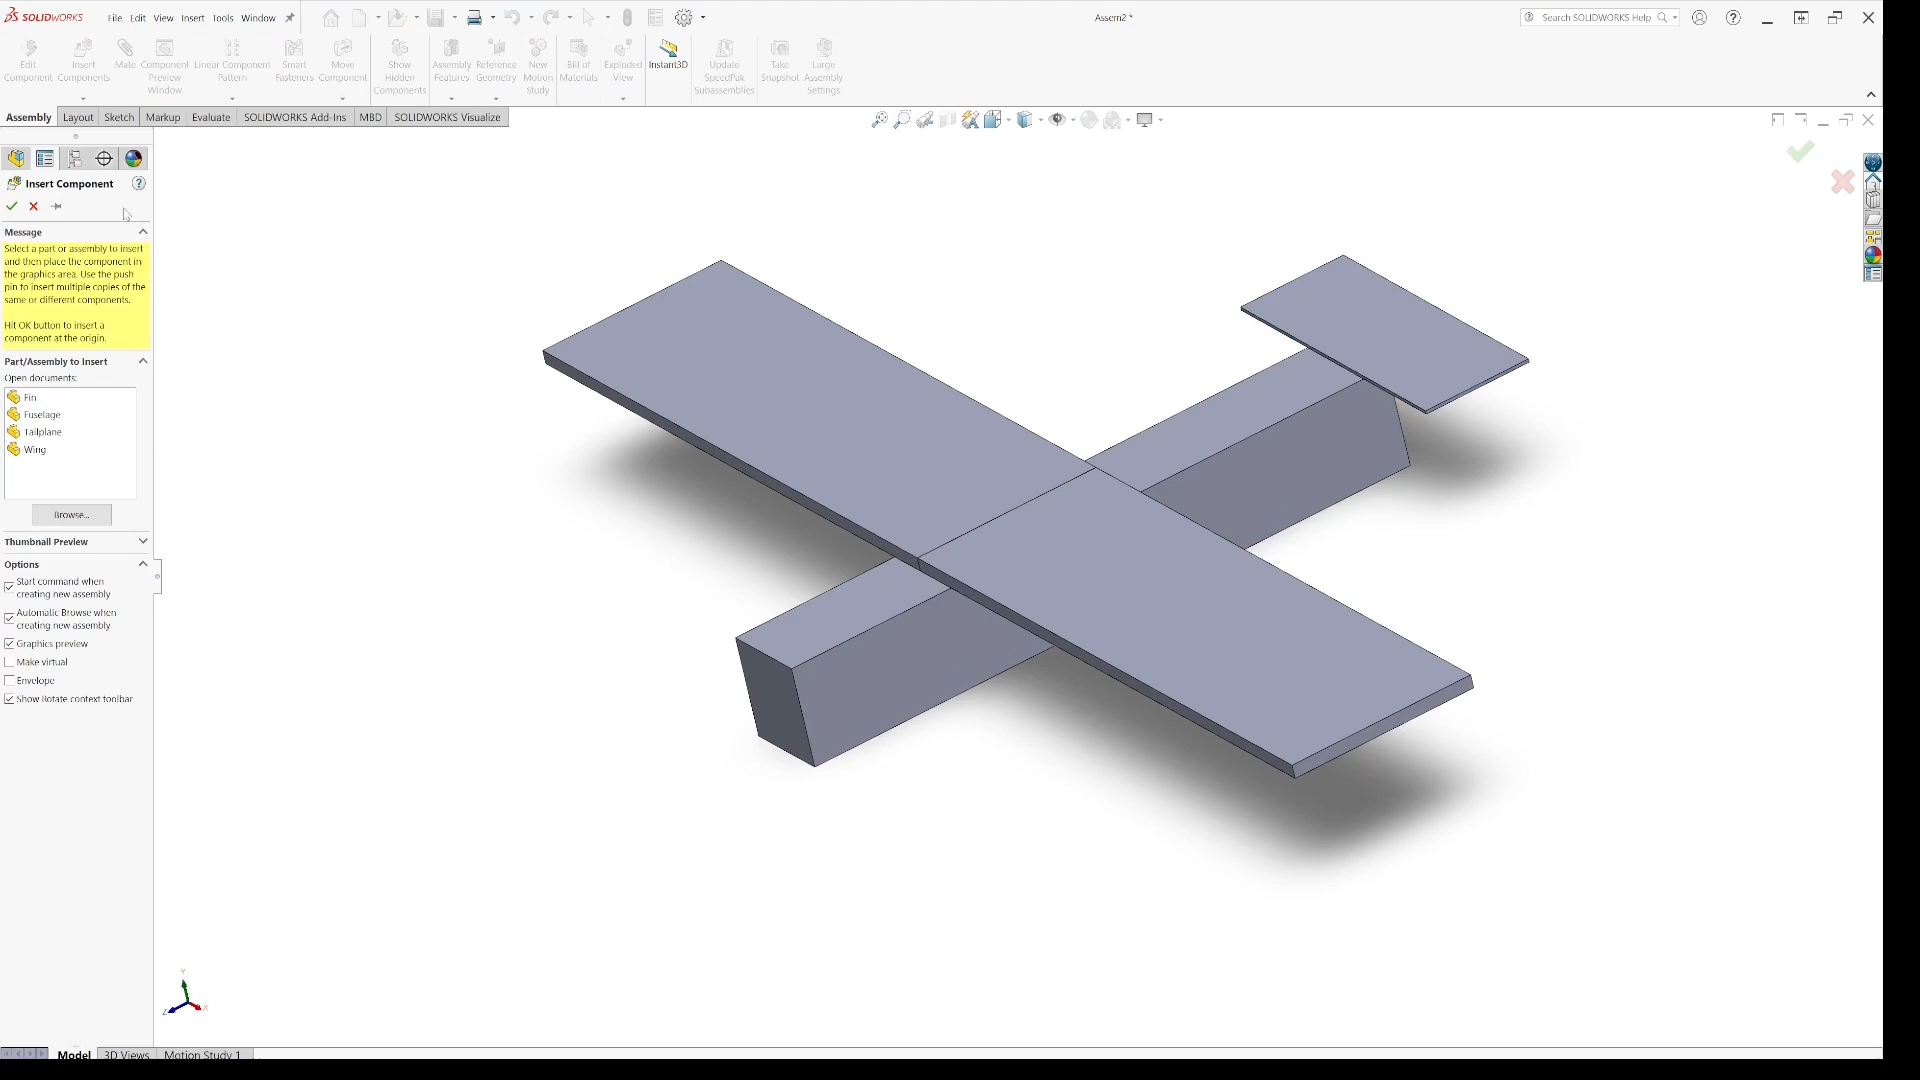 SOLIDWORKS File Edit View Insert Tools Window Assem2 * Search SOLIDWORKS Help
Edit Component
Insert Components
Mate
Component Preview Window
Linear Component Pattern
Smart Fasteners
Move Component
Show Hidden Components
Assembly Features
Reference Geometry
New Motion Study
Bill of Materials
Exploded View
Instant3D
Update SpeedPak Subassemblies
Take Snapshot
Large Assembly Settings
Assembly Layout Sketch Markup Evaluate SOLIDWORKS Add-Ins MBD SOLIDWORKS Visualize
Insert Component
Message
Select a part or assembly to insert
and then place the component in
the graphics area. Use the push
pin to insert multiple copies of the
same or different components.
Hit OK button to insert a
component at the origin.
Part/Assembly to Insert
Open documents:
Fin
Fuselage
Tailplane
Wing
Browse...
Thumbnail Preview
Options
Start command when
creating new assembly
Automatic Browse when
creating new assembly
Graphics preview
Make virtual
Envelope
Show Rotate context toolbar
Y
Z X
Model 3D Views Motion Study 1